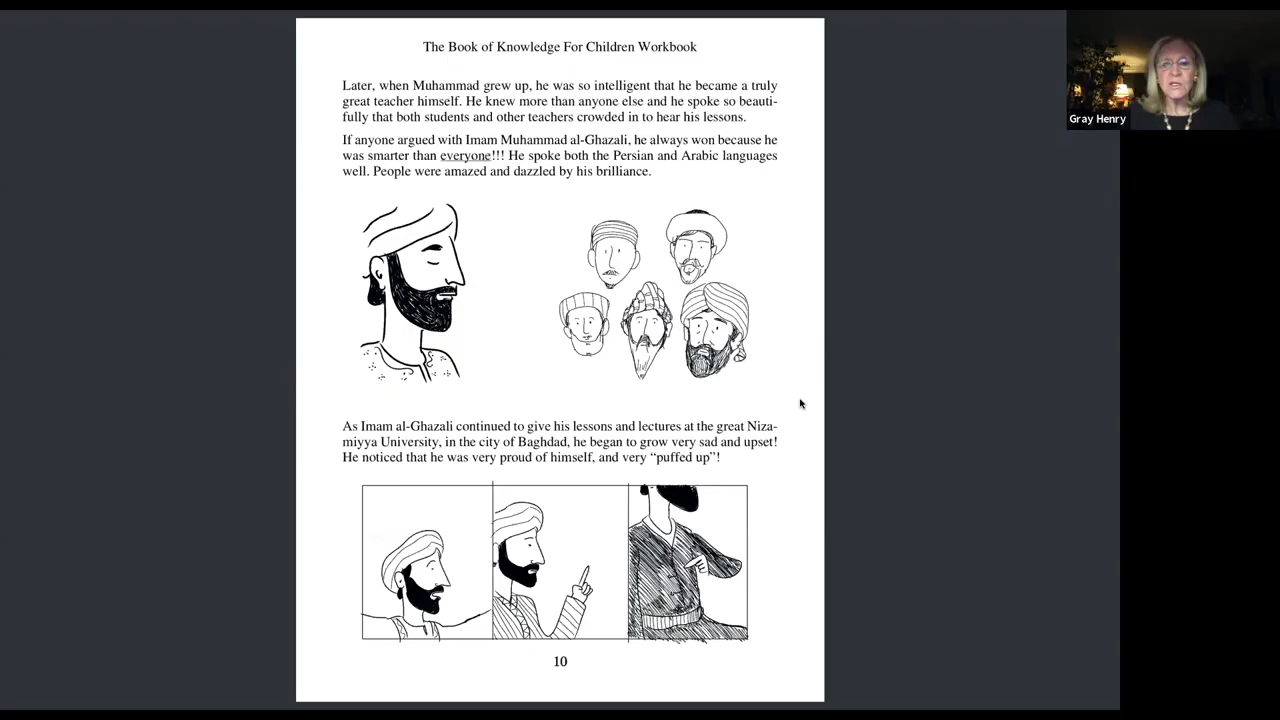 The Book of Knowledge For Children Workbook
Later, when Muhammad grew up, he was so intelligent that he became a truly
great teacher himself. He knew more than anyone else and he spoke so beauti-
fully that both students and other teachers crowded in to hear his lessons.
If anyone argued with Imam Muhammad al-Ghazali, he always won because he
was smarter than everyone!!! He spoke both the Persian and Arabic languages
well. People were amazed and dazzled by his brilliance.
As Imam al-Ghazali continued to give his lessons and lectures at the great Niza-
miyya University, in the city of Baghdad, he began to grow very sad and upset!
He noticed that he was very proud of himself, and very “puffed up”!
10
Gray Henry